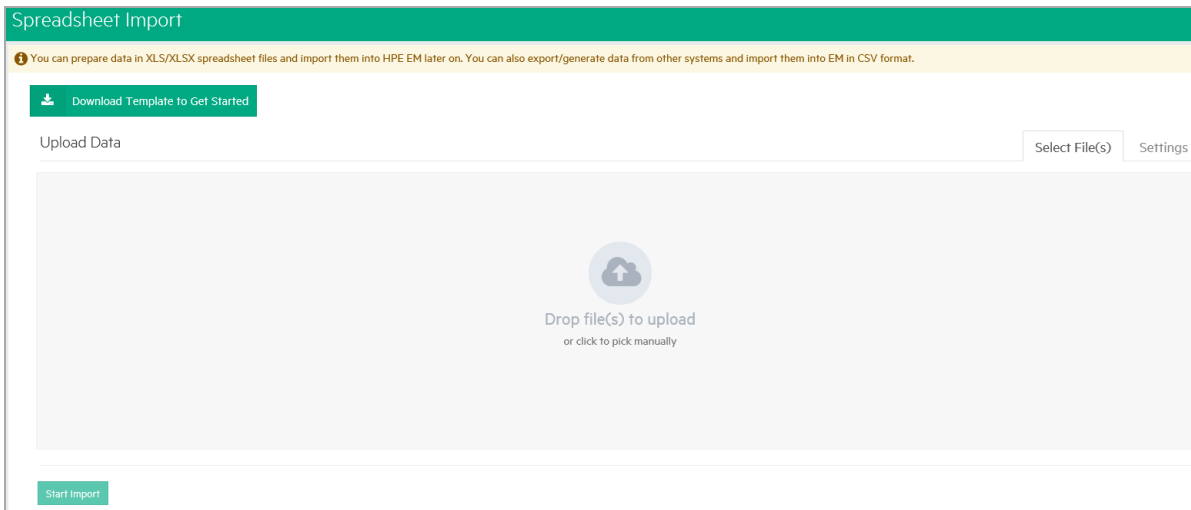 Spreadsheet Import
You can prepare data in XLS/XLSX spreadsheet files and import them into HPE EM later on. You can also export/generate data from other systems and import them into EM in CSV format.
Download Template to Get Started
Upload Data
Select File(s)
Settings
Drop file(s) to upload
or click to pick manually
Start Import